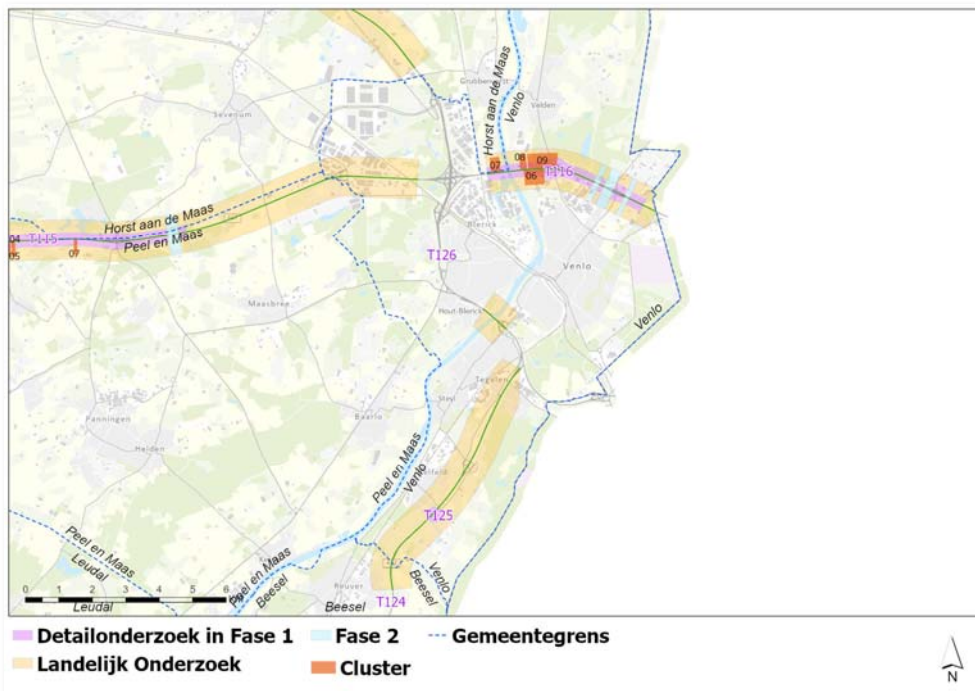 Horst aan de Maas
Venlo
Grubbenvorst
Velden
Sevenum
07
08
09
06
T116
Horst aan de Maas
Peel en Maas
04
T115
05
07
Blerick
T126
Venlo
Maasbree
Hout-Blerick
Venlo
Tegelen
Steyl
Baarlo
Panningen
Helden
Peel en Maas
Venlo
T125
Peel en Maas
Leudal
Peel en Maas
Beesel
Reuver
Venlo
Beesel
0 1 2 3 4 5 6
Leudal
Beesel
T124
Detailonderzoek in Fase 1
Fase 2
Gemeentegrens
Landelijk Onderzoek
Cluster
N